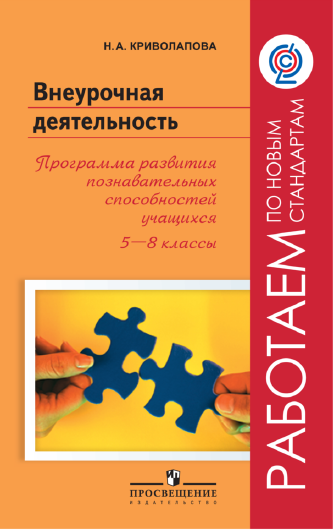 Н.А. КРИВОЛАПОВА
Внеурочная
деятельность
Программа развития
познавательных
способностей
учащихся
5—8 классы
ПРОСВЕЩЕНИЕ
ИЗДАТЕЛЬСТВО
РАБОТАЕМ
ПО НОВЫМ
СТАНДАРТАМ